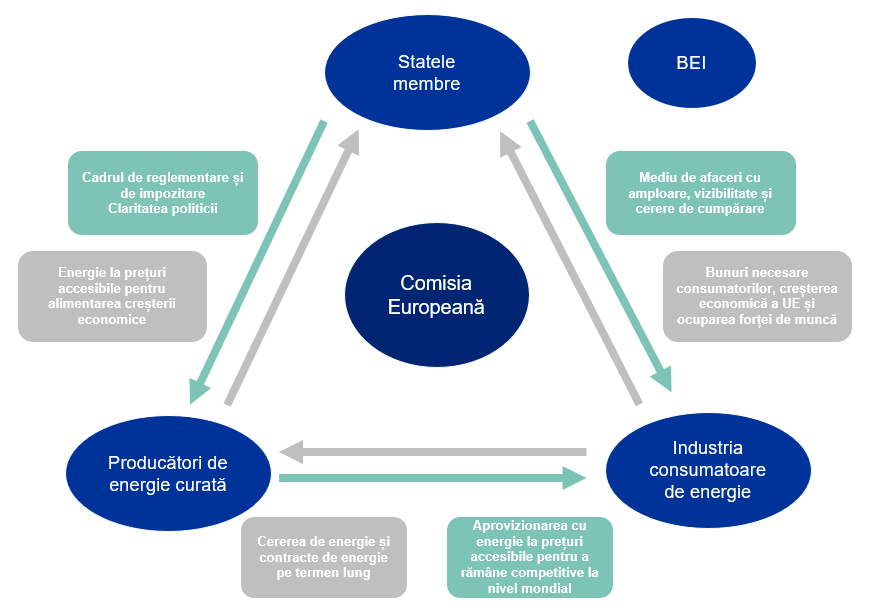 Statele
membre
BEI
Cadrul de reglementare și
de impozitare
Claritatea politicii
Mediu de afaceri cu
amploare, vizibilitate și
cerere de cumpărare
Energie la prețuri
accesibile pentru
alimentarea creșterii
economice
Comisia
Europeană
Bunuri necesare
consumatorilor, creșterea
economică a UE și
ocuparea forței de muncă
Producători de
energie curată
Industria
consumatoare
de energie
Cererea de energie și
contracte de energie
pe termen lung
Aprovizionarea cu
energie la prețuri
accesibile pentru a
rămâne competitive la
nivel mondial